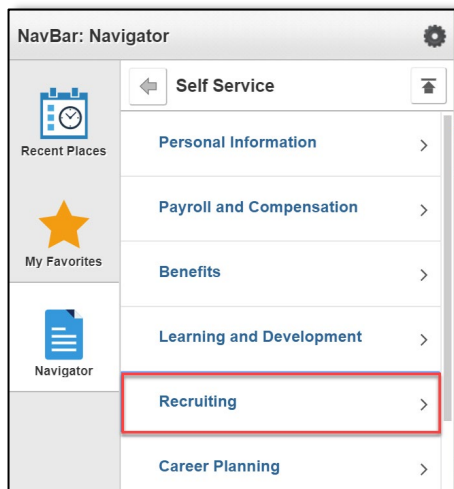 NavBar: Navigator
Recent Places
My Favorites
Navigator
Self Service
Personal Information
Payroll and Compensation
Benefits
Learning and Development
Recruiting
Career Planning